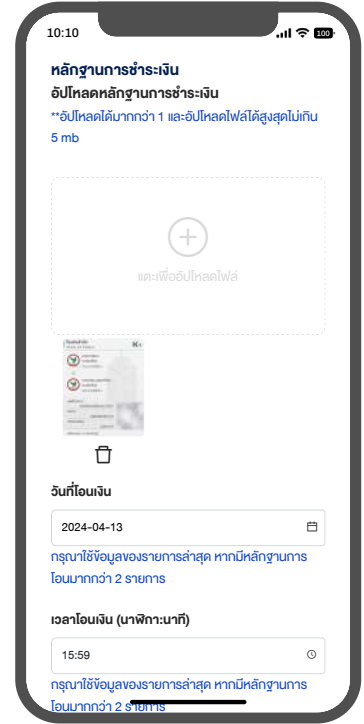 10:10
100
หลักฐานการชำระเงิน
อัปโหลดหลักฐานการชำระเงิน
**อัปโหลดได้มากกว่า 1 และอัปโหลดไฟล์ได้สูงสุดไม่เกิน
5 mb
แตะเพื่ออัปโหลดไฟล์
วันที่โอนเงิน
2024-04-13
กรุณาใช้ข้อมูลของรายการล่าสุด หากมีหลักฐานการ
โอนมากกว่า 2 รายการ
เวลาโอนเงิน (นาฬิกา:นาที)
15:59
กรุณาใช้ข้อมูลของรายการล่าสุด หากมีหลักฐานการ
โอนมากกว่า 2 รายการ